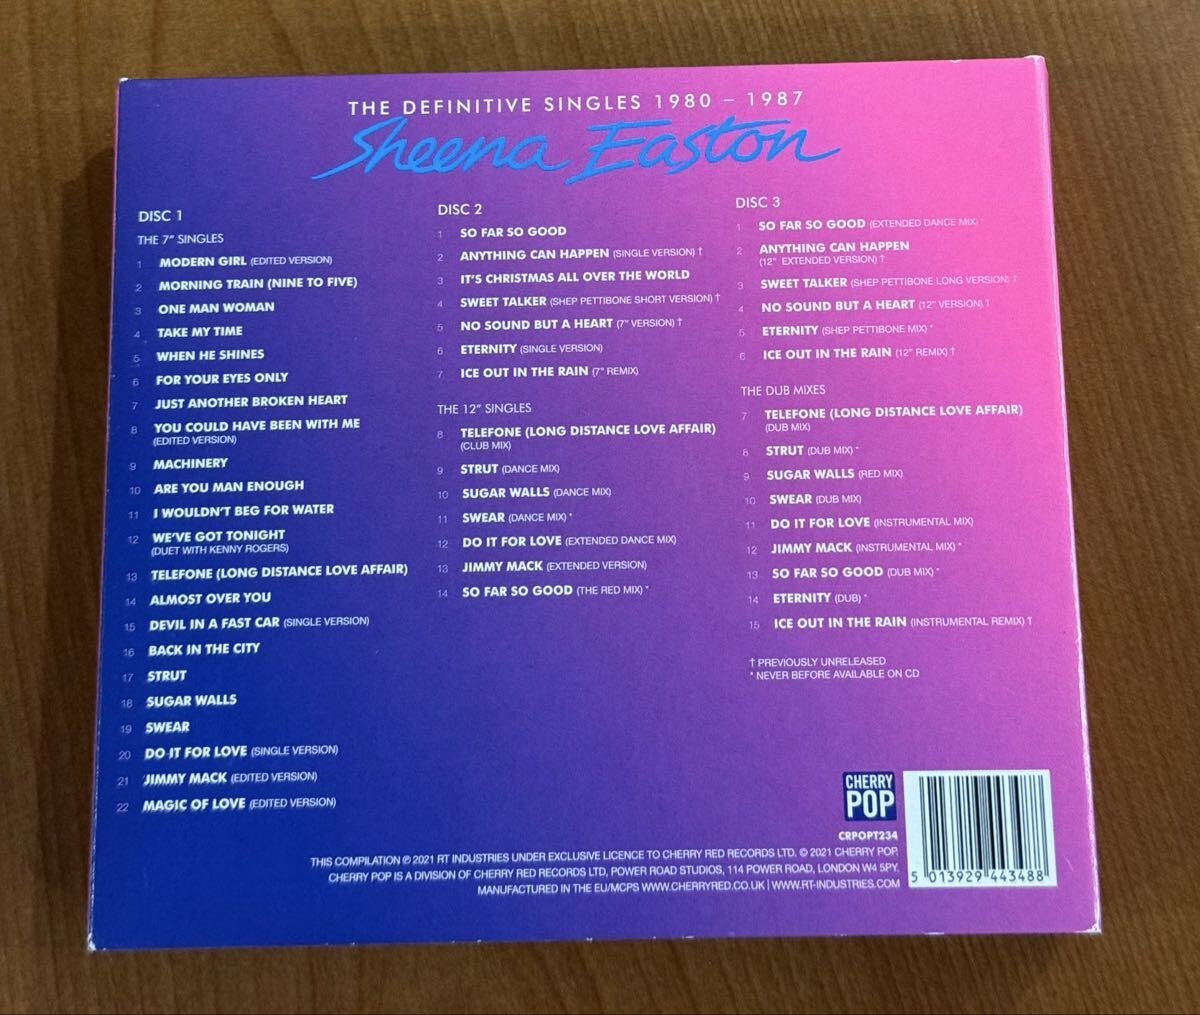 THE DEFINITIVE SINGLES 1980 – 1987
Sheena Easton
DISC 1
THE 7" SINGLES
1 MODERN GIRL (EDITED VERSION)
2 MORNING TRAIN (NINE TO FIVE)
3 ONE MAN WOMAN
4 TAKE MY TIME
5 WHEN HE SHINES
6 FOR YOUR EYES ONLY
7 JUST ANOTHER BROKEN HEART
8 YOU COULD HAVE BEEN WITH ME
(EDITED VERSION)
9 MACHINERY
10 ARE YOU MAN ENOUGH
11 I WOULDN'T BEG FOR WATER
12 WE'VE GOT TONIGHT
(DUET WITH KENNY ROGERS)
13 TELEFONE (LONG DISTANCE LOVE AFFAIR)
14 ALMOST OVER YOU
15 DEVIL IN A FAST CAR (SINGLE VERSION)
16 BACK IN THE CITY
17 STRUT
18 SUGAR WALLS
19 SWEAR
20 DO IT FOR LOVE (SINGLE VERSION)
21 JIMMY MACK (EDITED VERSION)
22 MAGIC OF LOVE (EDITED VERSION)
DISC 2
1 SO FAR SO GOOD
2 ANYTHING CAN HAPPEN (SINGLE VERSION) †
3 IT'S CHRISTMAS ALL OVER THE WORLD
4 SWEET TALKER (SHEP PETTIBONE SHORT VERSION) †
5 NO SOUND BUT A HEART (7" VERSION) †
6 ETERNITY (SINGLE VERSION)
7 ICE OUT IN THE RAIN (7" REMIX)
THE 12" SINGLES
8 TELEFONE (LONG DISTANCE LOVE AFFAIR)
(CLUB MIX)
9 STRUT (DANCE MIX)
10 SUGAR WALLS (DANCE MIX)
11 SWEAR (DANCE MIX) *
12 DO IT FOR LOVE (EXTENDED DANCE MIX)
13 JIMMY MACK (EXTENDED VERSION)
14 SO FAR SO GOOD (THE RED MIX) *
DISC 3
1 SO FAR SO GOOD (EXTENDED DANCE MIX) *
2 ANYTHING CAN HAPPEN
(12" EXTENDED VERSION) †
3 SWEET TALKER (SHEP PETTIBONE LONG VERSION) †
4 NO SOUND BUT A HEART (12" VERSION) †
5 ETERNITY (SHEP PETTIBONE MIX) *
6 ICE OUT IN THE RAIN (12" REMIX) †
THE DUB MIXES
7 TELEFONE (LONG DISTANCE LOVE AFFAIR)
(DUB MIX)
8 STRUT (DUB MIX) *
9 SUGAR WALLS (RED MIX)
10 SWEAR (DUB MIX)
11 DO IT FOR LOVE (INSTRUMENTAL MIX)
12 JIMMY MACK (INSTRUMENTAL MIX) *
13 SO FAR SO GOOD (DUB MIX) *
14 ETERNITY (DUB) *
15 ICE OUT IN THE RAIN (INSTRUMENTAL REMIX) †
† PREVIOUSLY UNRELEASED
* NEVER BEFORE AVAILABLE ON CD
CHERRY
POP
CRPOPT234
THIS COMPILATION ℗ 2021 RT INDUSTRIES UNDER EXCLUSIVE LICENCE TO CHERRY RED RECORDS LTD. © 2021 CHERRY POP.
CHERRY POP IS A DIVISION OF CHERRY RED RECORDS LTD, POWER ROAD STUDIOS, 114 POWER ROAD, LONDON W4 5PY.
MANUFACTURED IN THE EU/MCPS WWW.CHERRYRED.CO.UK | WWW.RT-INDUSTRIES.COM
5 013929 443488